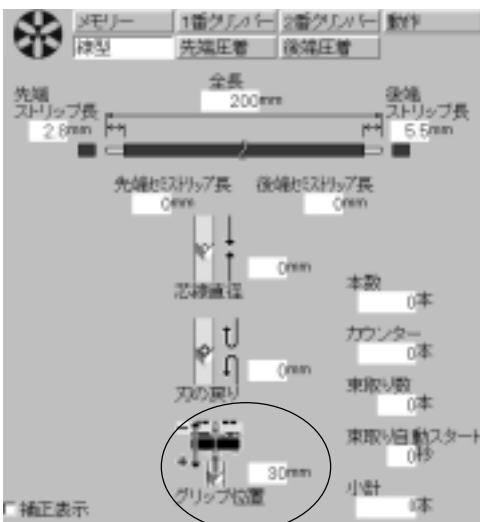 メモリー 1番クリンパー 2番クリンパー 動作
線型 先端圧着 後端圧着
全長
200mm
先端
ストリップ長
2.8mm
後端
ストリップ長
5.5mm
先端セミストリップ長 後端セミストリップ長
0mm 0mm
0mm
芯線直径
本数
0本
0mm
刃の戻り
カウンター
0本
束取り数
0本
束取り自動スタート
0秒
30mm
グリップ位置
小計
0本
補正表示